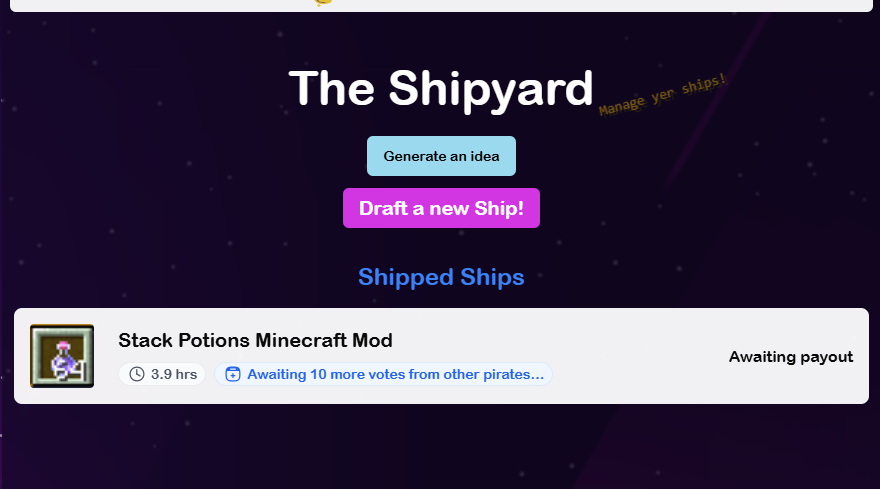 The Shipyard
Manage yer ships!
Generate an idea
Draft a new Ship!
Shipped Ships
Stack Potions Minecraft Mod
3.9 hrs
Awaiting 10 more votes from other pirates...
Awaiting payout
64